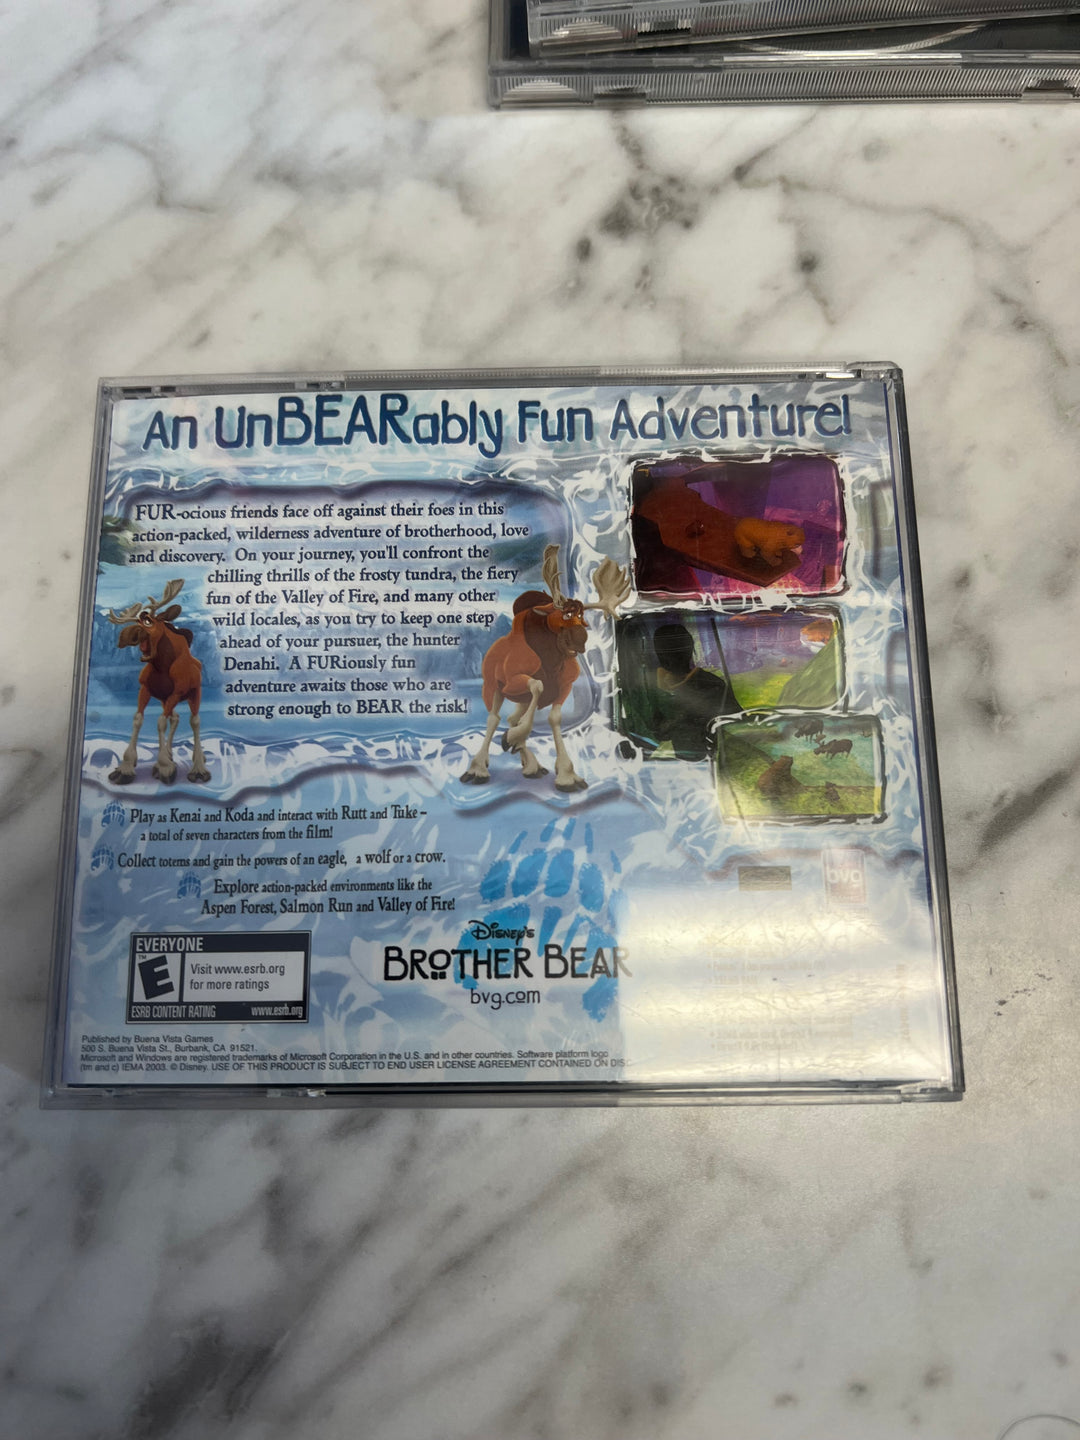 An UnBEARably Fun Adventure!
FUR-ocious friends face off against their foes in this
action-packed, wilderness adventure of brotherhood, love
and discovery. On your journey, you'll confront the
chilling thrills of the frosty tundra, the fiery
fun of the Valley of Fire, and many other
wild locales, as you try to keep one step
ahead of your pursuer, the hunter
Denahi. A FURiously fun
adventure awaits those who are
strong enough to BEAR the risk!
Play as Kenai and Koda and interact with Rutt and Tuke –
a total of seven characters from the film!
Collect totems and gain the powers of an eagle, a wolf or a crow.
Explore action-packed environments like the
Aspen Forest, Salmon Run and Valley of Fire!
bvg
EVERYONE
E
TM
Visit www.esrb.org
for more ratings
ESRB CONTENT RATING www.esrb.org
Disney's
BROTHER BEAR
bvg.com
Published by Buena Vista Games
500 S. Buena Vista St., Burbank, CA 91521.
Microsoft and Windows are registered trademarks of Microsoft Corporation in the U.S. and in other countries. Software platform logo
(tm and c) IEMA 2003. © Disney. USE OF THIS PRODUCT IS SUBJECT TO END USER LICENSE AGREEMENT CONTAINED ON DISC